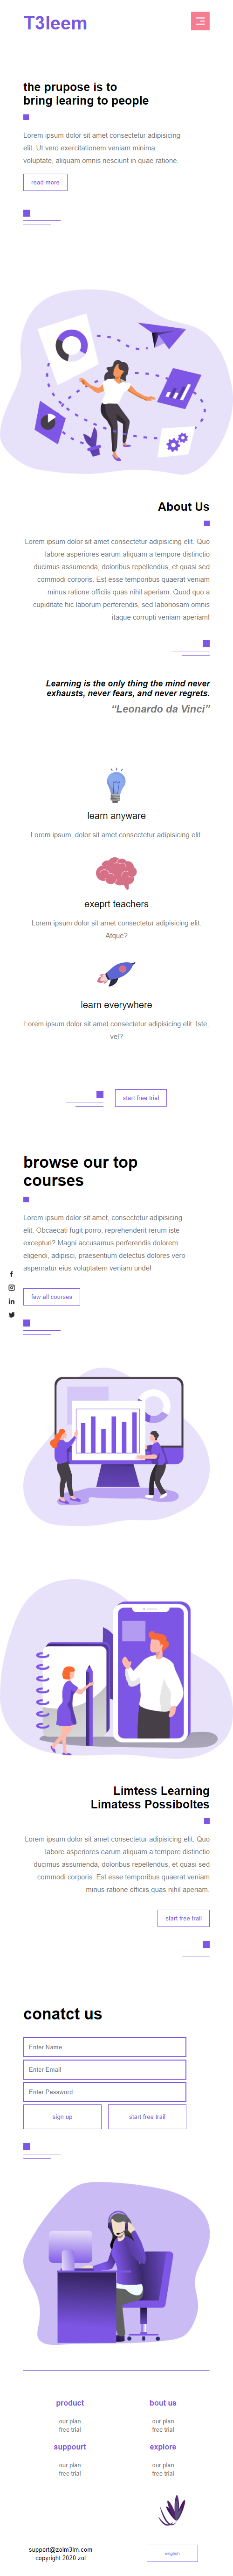 T3leem
the prupose is to
bring learing to people
Lorem ipsum dolor sit amet consectetur adipisicing
elit. Ut vero exercitationem veniam minima
voluptate, aliquam omnis nesciunt in quae ratione.
read more
About Us
Lorem ipsum dolor sit amet consectetur adipisicing elit. Quo
labore asperiores earum aliquam a tempore distinctio
ducimus assumenda, doloribus repellendus, et quasi sed
commodi corporis. Est esse temporibus quaerat veniam
minus ratione officiis quas nihil aperiam. Quod quo a
cupiditate hic laborum perferendis, sed laboriosam omnis
itaque corrupti veniam aperiam!
Learning is the only thing the mind never
exhausts, never fears, and never regrets.
“Leonardo da Vinci”
learn anyware
Lorem ipsum, dolor sit amet consectetur adipisicing elit.
exeprt teachers
Lorem ipsum dolor sit amet consectetur adipisicing elit.
Atque?
learn everywhere
Lorem ipsum dolor sit amet consectetur adipisicing elit. Iste,
vel?
start free trial
browse our top
courses
Lorem ipsum dolor sit amet, consectetur adipisicing
elit. Obcaecati fugit porro, reprehenderit rerum iste
excepturi? Magni accusamus perferendis dolorem
eligendi, adipisci, praesentium delectus dolores vero
aspernatur eius voluptatem veniam unde!
few all courses
Limtess Learning
Limatess Possiboltes
Lorem ipsum dolor sit amet consectetur adipisicing elit. Quo
labore asperiores earum aliquam a tempore distinctio
ducimus assumenda, doloribus repellendus, et quasi sed
commodi corporis. Est esse temporibus quaerat veniam
minus ratione officiis quas nihil aperiam.
start free trail
conatct us
Enter Name
Enter Email
Enter Password
sign up start free trail
product bout us
our plan our plan
free trial free trial
suppourt explore
our plan our plan
free trial free trial
support@zolm3lm.com
copyright 2020 zol
english